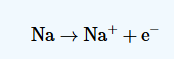 Na → Na⁺ + e⁻